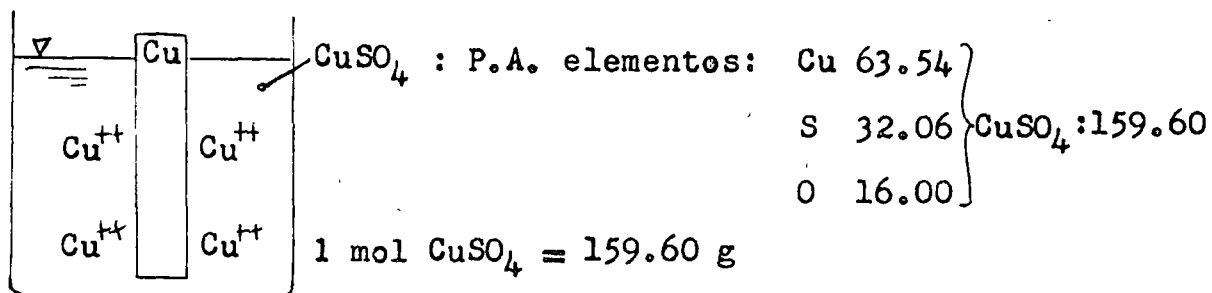 Cu CuSO₄ : P.A. elementos: Cu 63.54
Cu⁺⁺ Cu⁺⁺ S 32.06 CuSO₄:159.60
O 16.00
Cu⁺⁺ Cu⁺⁺ 1 mol CuSO₄ = 159.60 g